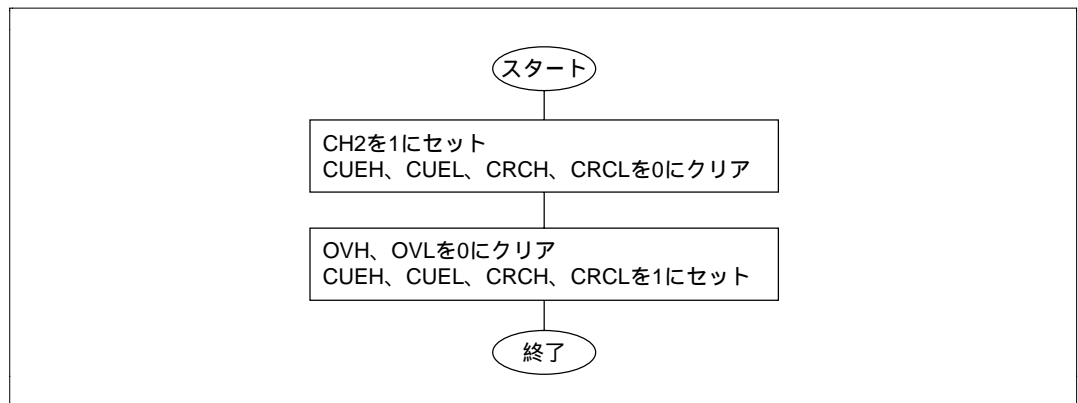 スタート
CH2を1にセット
CUEH、CUEL、CRCH、CRCLを0にクリア
OVH、OVLを0にクリア
CUEH、CUEL、CRCH、CRCLを1にセット
終了